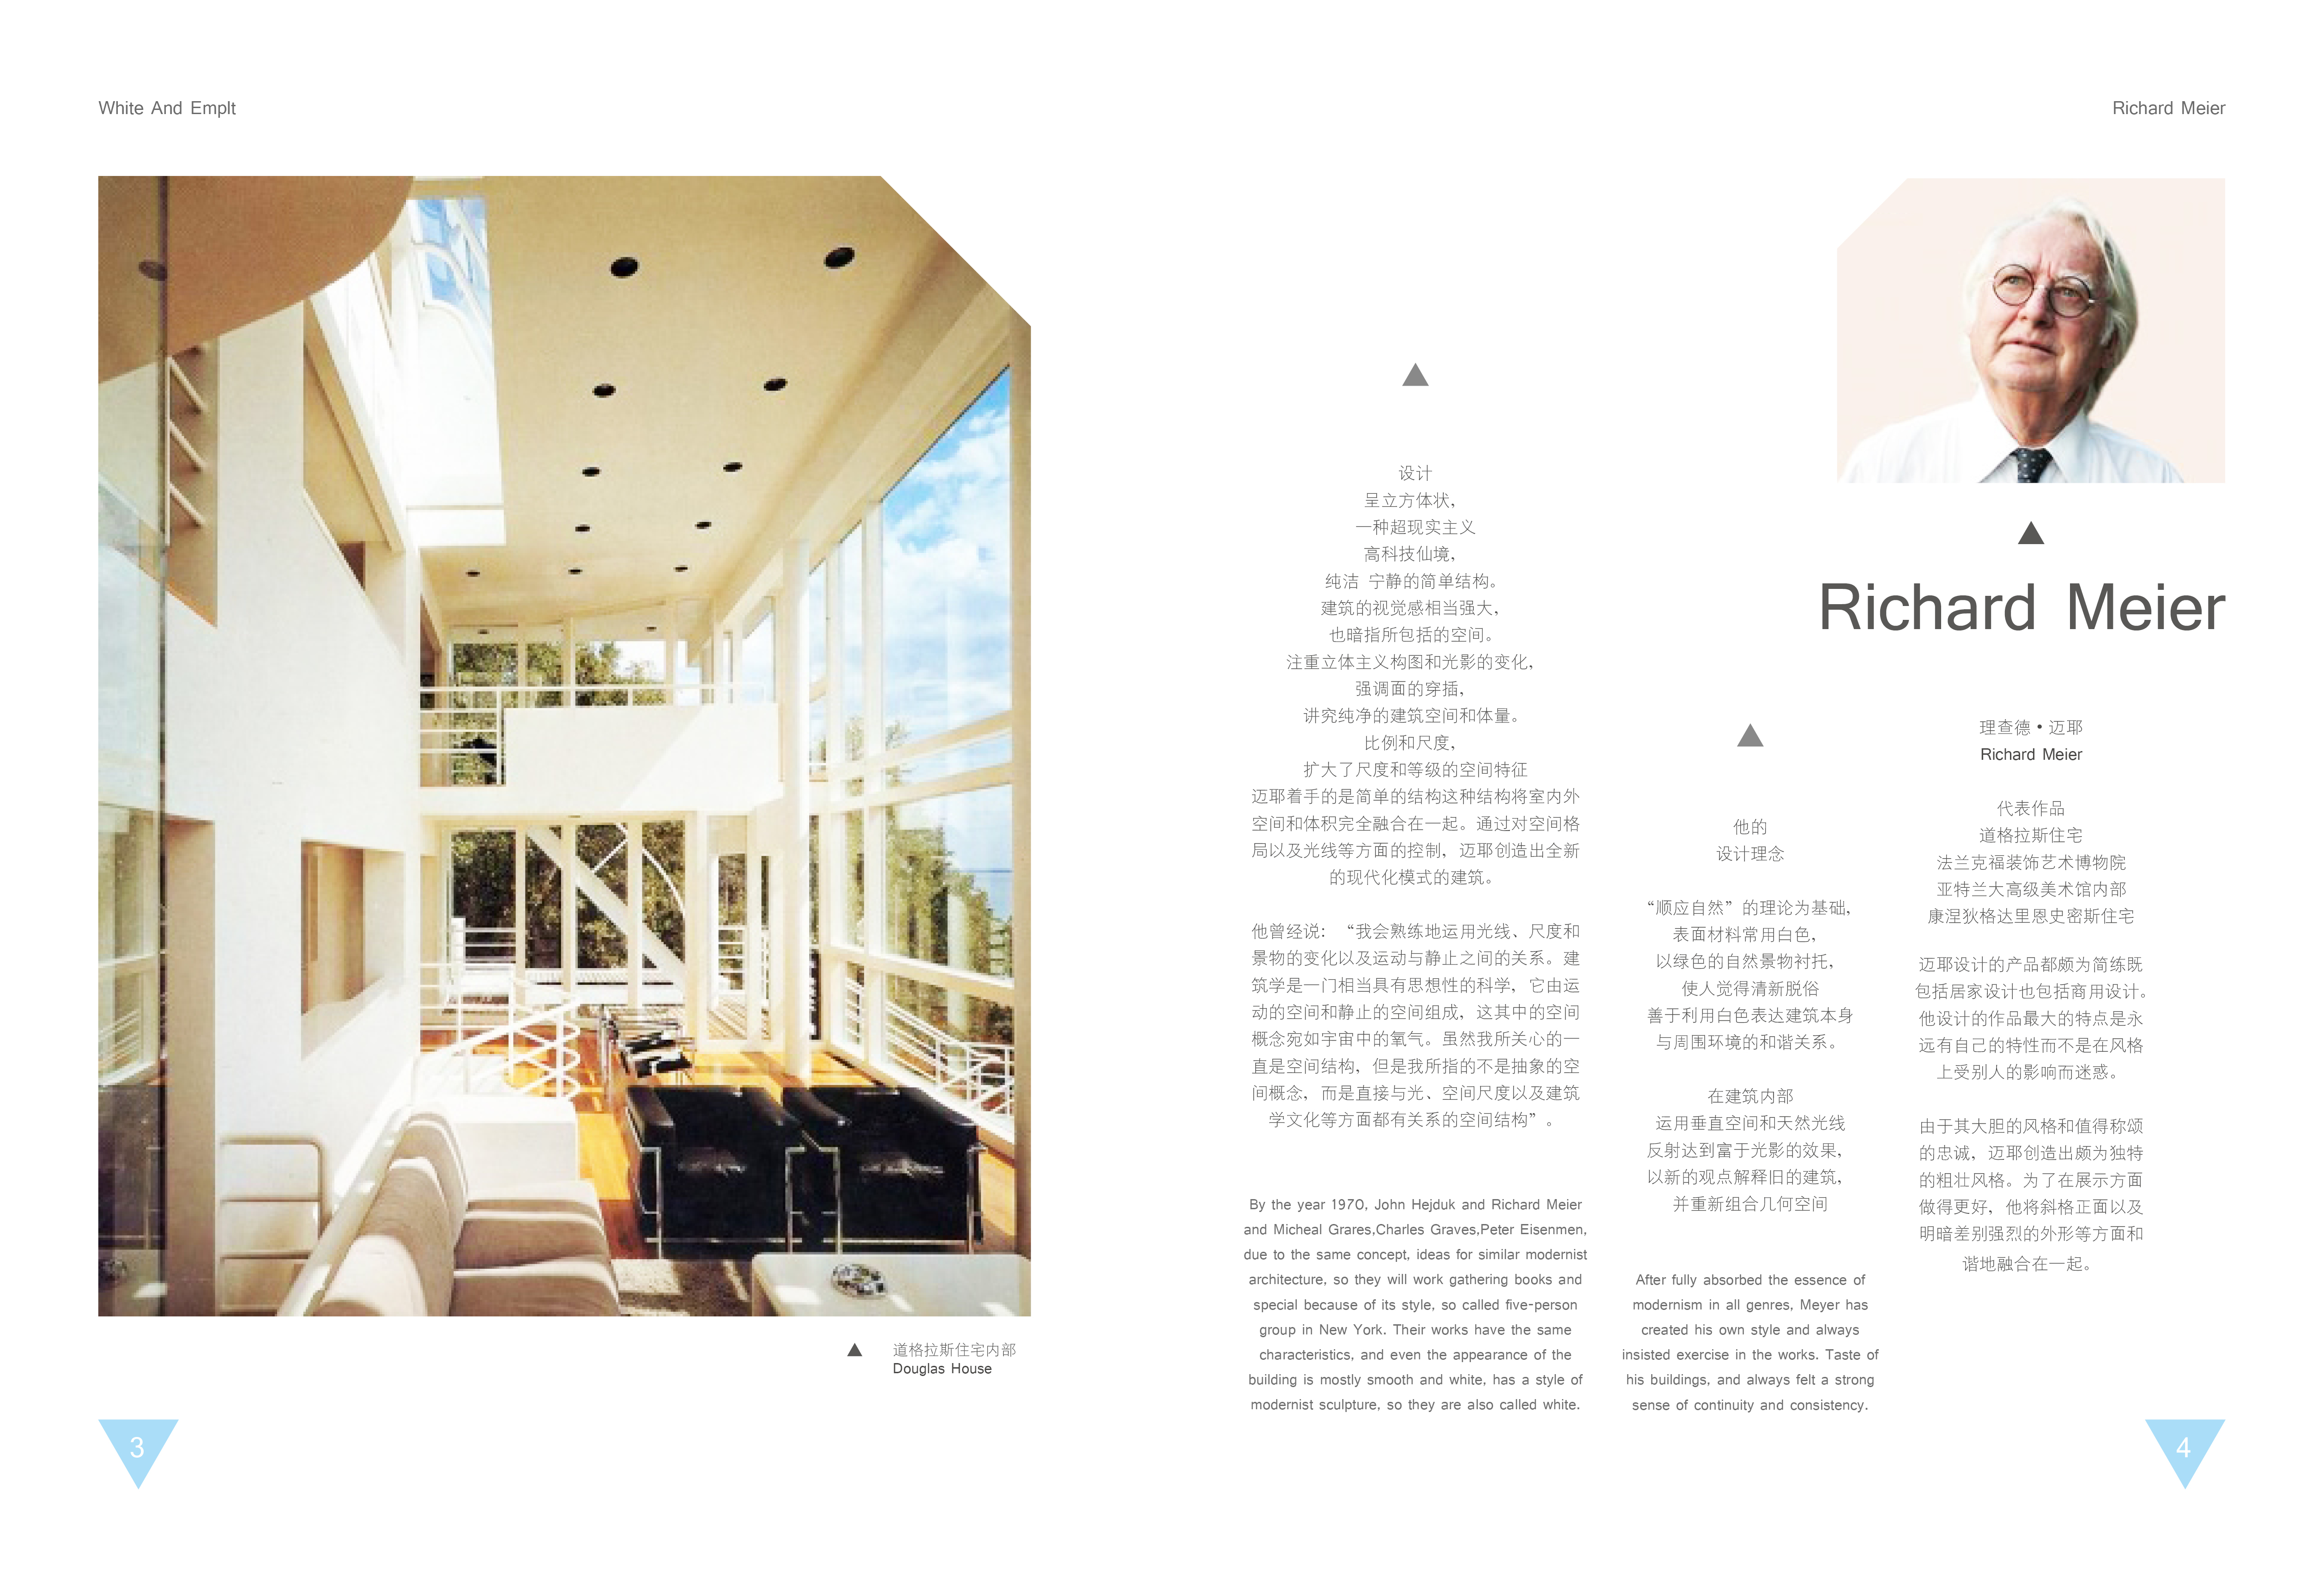 White And Emplt
Richard Meier
道格拉斯住宅内部
Douglas House
3
设计
呈立方体状，
一种超现实主义
高科技仙境，
纯洁 宁静的简单结构。
建筑的视觉感相当强大，
也暗指所包括的空间。
注重立体主义构图和光影的变化，
强调面的穿插，
讲究纯净的建筑空间和体量。
比例和尺度，
扩大了尺度和等级的空间特征
迈耶着手的是简单的结构这种结构将室内外
空间和体积完全融合在一起。通过对空间格
局以及光线等方面的控制，迈耶创造出全新
的现代化模式的建筑。
他曾经说：“我会熟练地运用光线、尺度和
景物的变化以及运动与静止之间的关系。建
筑学是一门相当具有思想性的科学，它由运
动的空间和静止的空间组成，这其中的空间
概念宛如宇宙中的氧气。虽然我所关心的一
直是空间结构，但是我所指的不是抽象的空
间概念，而是直接与光、空间尺度以及建筑
学文化等方面都有关系的空间结构”。
By the year 1970, John Hejduk and Richard Meier
and Micheal Grares,Charles Graves,Peter Eisenmen,
due to the same concept, ideas for similar modernist
architecture, so they will work gathering books and
special because of its style, so called five-person
group in New York. Their works have the same
characteristics, and even the appearance of the
building is mostly smooth and white, has a style of
modernist sculpture, so they are also called white.
他的
设计理念
“顺应自然”的理论为基础，
表面材料常用白色，
以绿色的自然景物衬托，
使人觉得清新脱俗
善于利用白色表达建筑本身
与周围环境的和谐关系。
在建筑内部
运用垂直空间和天然光线
反射达到富于光影的效果，
以新的观点解释旧的建筑，
并重新组合几何空间
After fully absorbed the essence of
modernism in all genres, Meyer has
created his own style and always
insisted exercise in the works. Taste of
his buildings, and always felt a strong
sense of continuity and consistency.
Richard Meier
理查德·迈耶
Richard Meier
代表作品
道格拉斯住宅
法兰克福装饰艺术博物院
亚特兰大高级美术馆内部
康涅狄格达里恩史密斯住宅
迈耶设计的产品都颇为简练既
包括居家设计也包括商用设计。
他设计的作品最大的特点是永
远有自己的特性而不是在风格
上受别人的影响而迷惑。
由于其大胆的风格和值得称颂
的忠诚，迈耶创造出颇为独特
的粗壮风格。为了在展示方面
做得更好，他将斜格正面以及
明暗差别强烈的外形等方面和
谐地融合在一起。
4